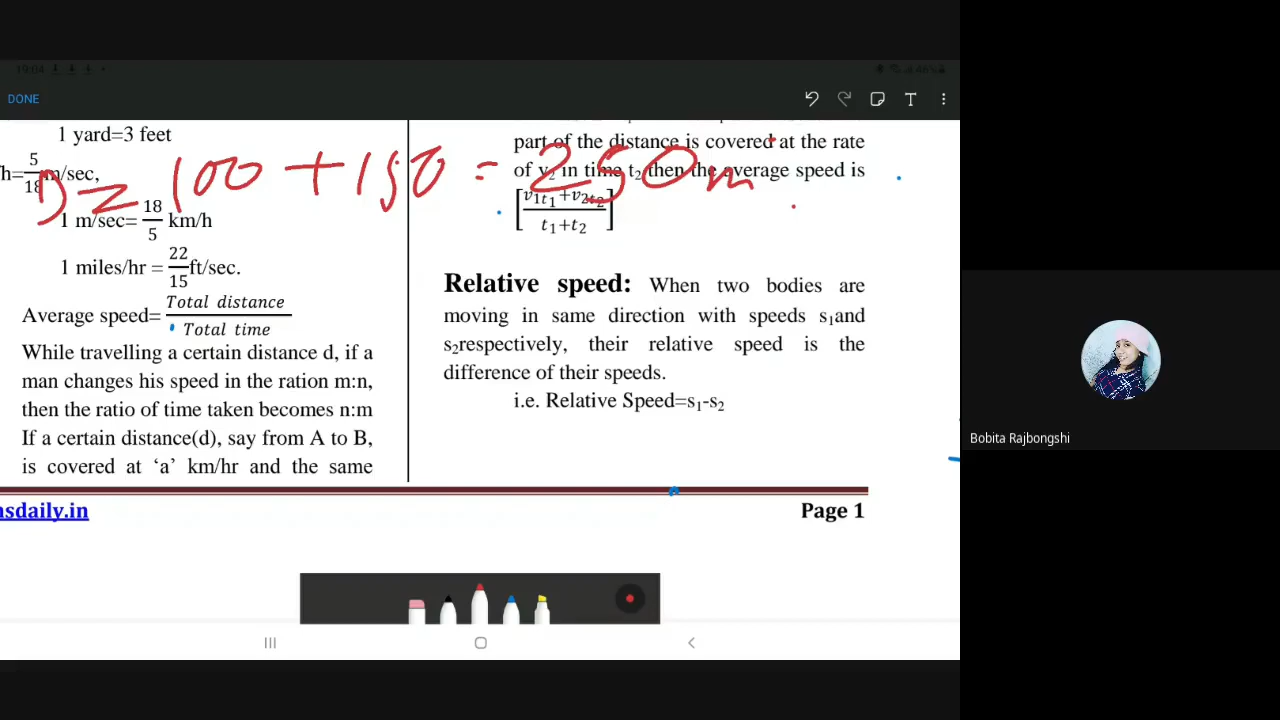 19:04
46%
DONE
1 yard=3 feet
h=5/18 m/sec,
1 m/sec= 18/5 km/h
1 miles/hr = 22/15 ft/sec.
Average speed= Total distance/Total time
While travelling a certain distance d, if a
man changes his speed in the ration m:n,
then the ratio of time taken becomes n:m
If a certain distance(d), say from A to B,
is covered at ‘a’ km/hr and the same
D = 100 + 150 = 250 m
part of the distance is covered at the rate
of v2 in time t2 then the average speed is
[v1t1+v2t2/t1+t2]
Relative speed: When two bodies are
moving in same direction with speeds s1and
s2respectively, their relative speed is the
difference of their speeds.
i.e. Relative Speed=s1-s2
nsdaily.in
Page 1
Bobita Rajbongshi